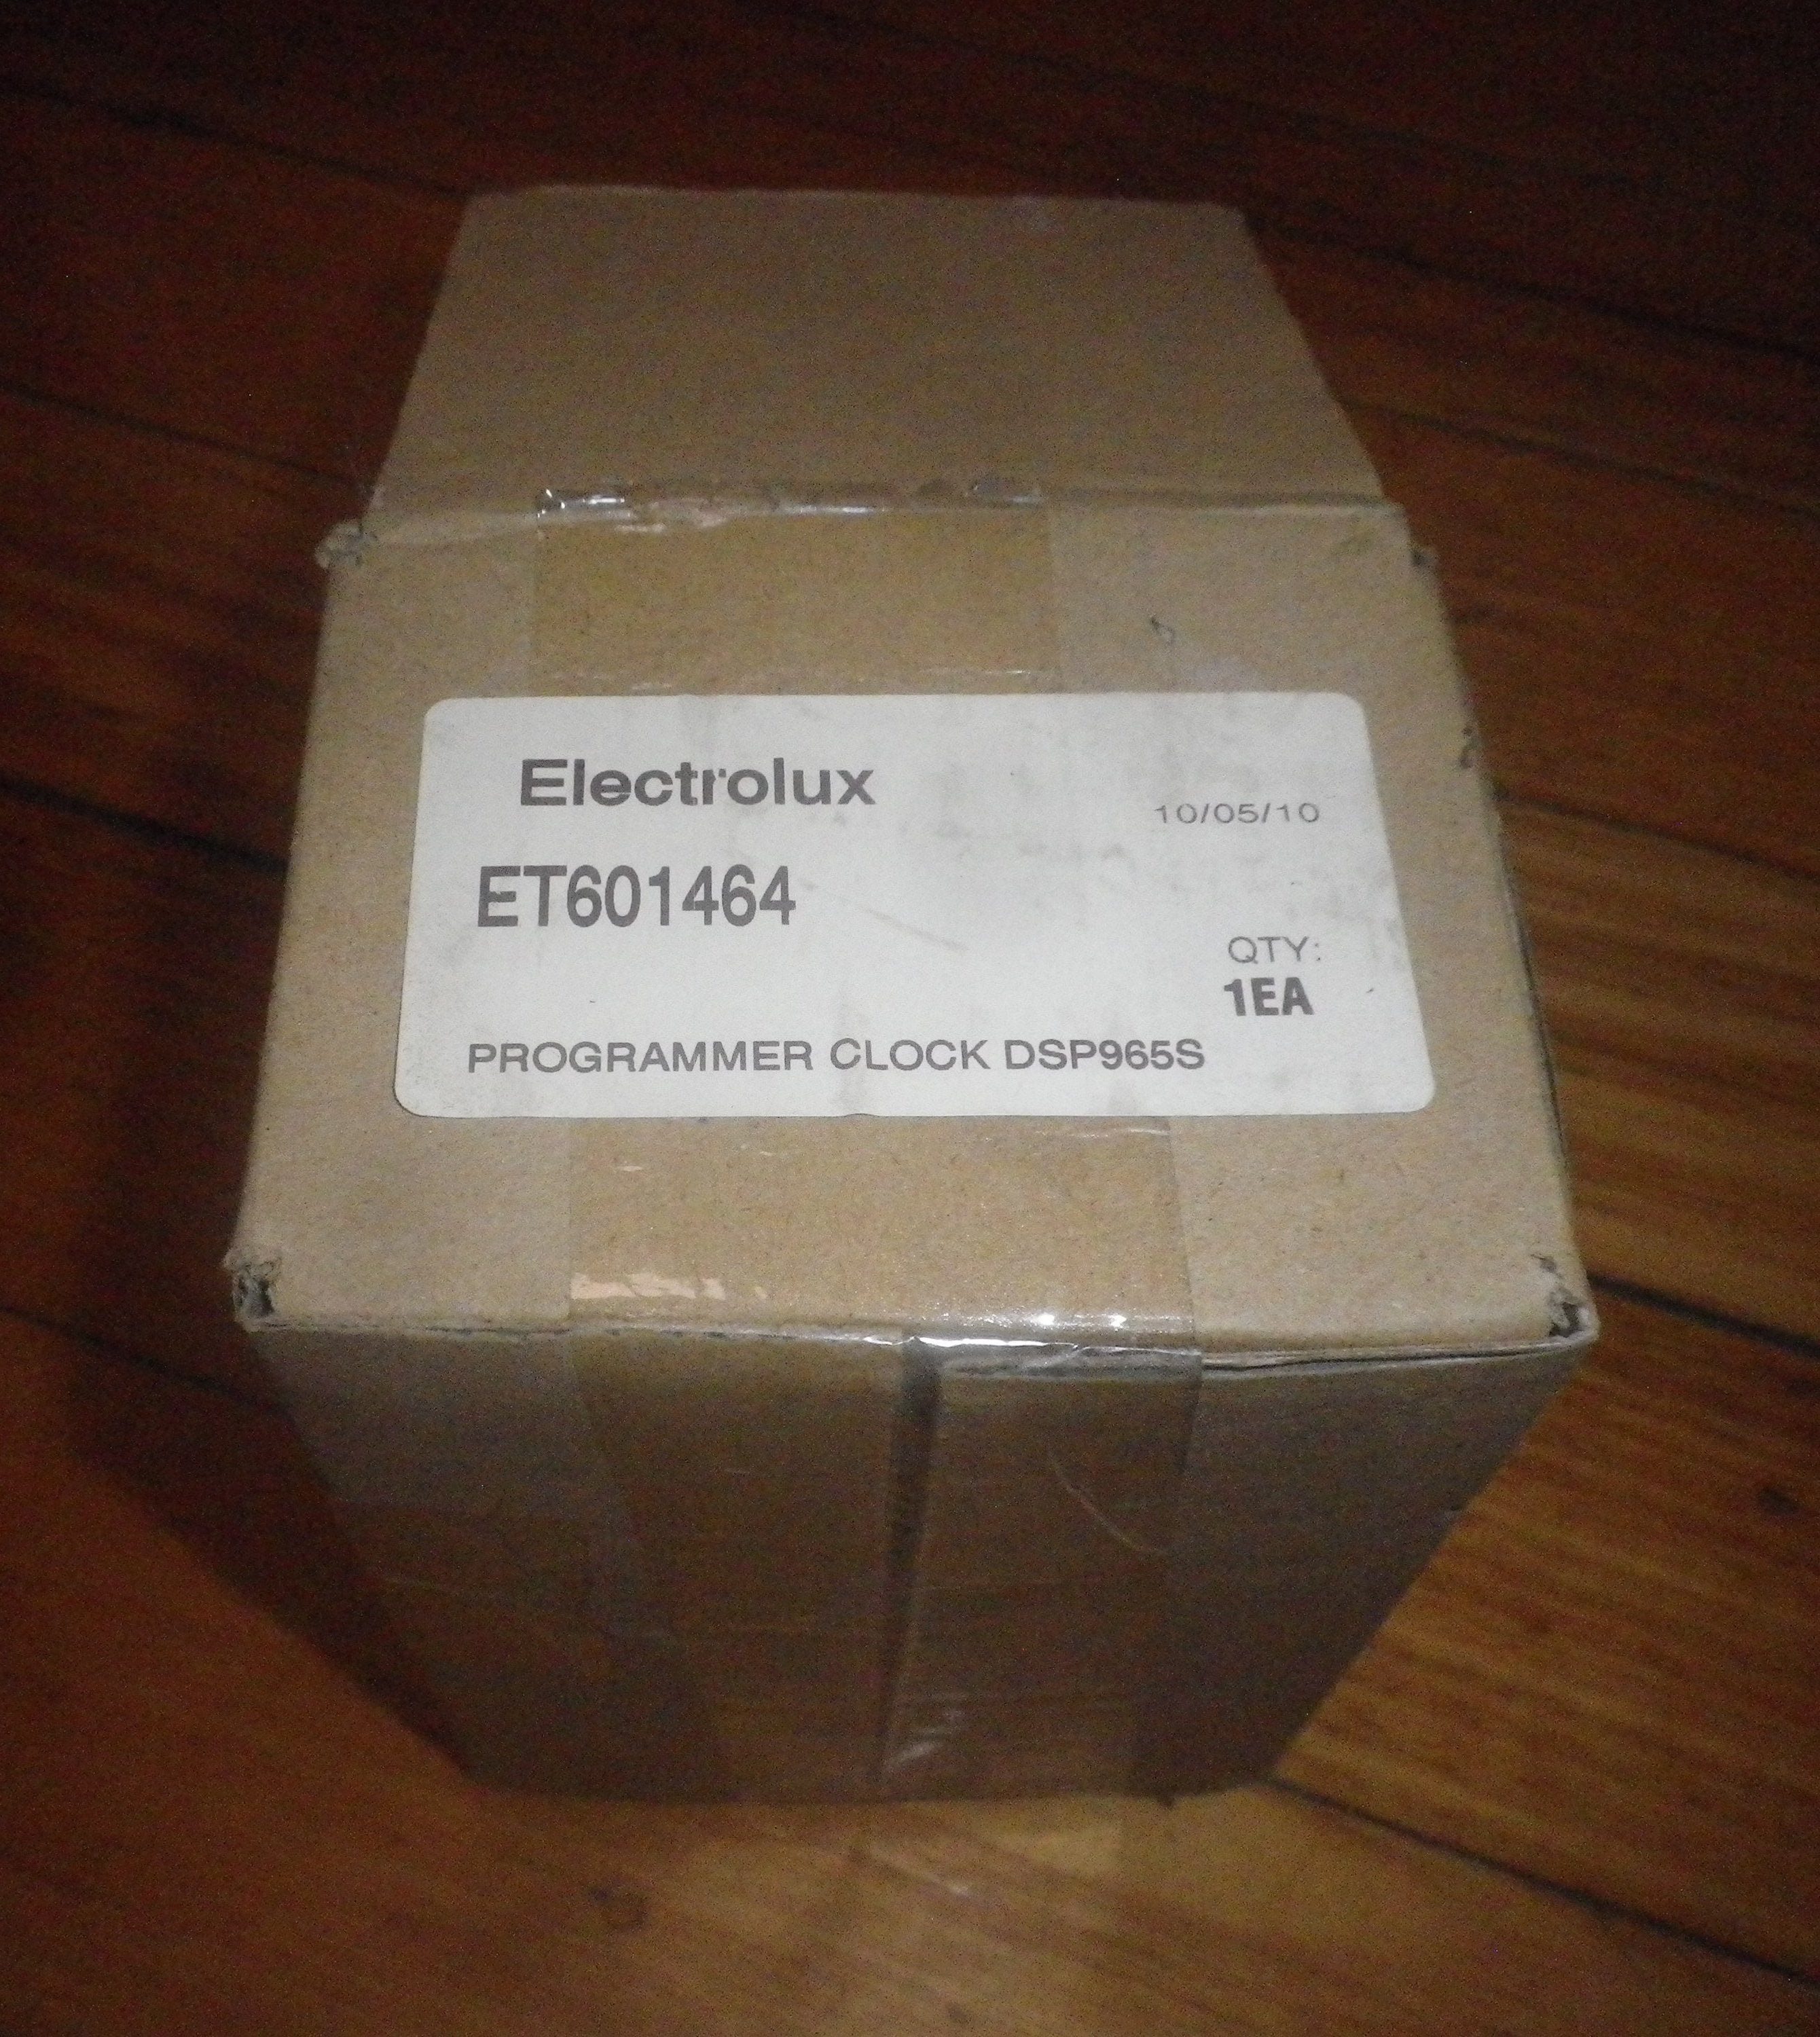 Electrolux
10/05/10
ET601464
QTY:
1EA
PROGRAMMER CLOCK DSP965S